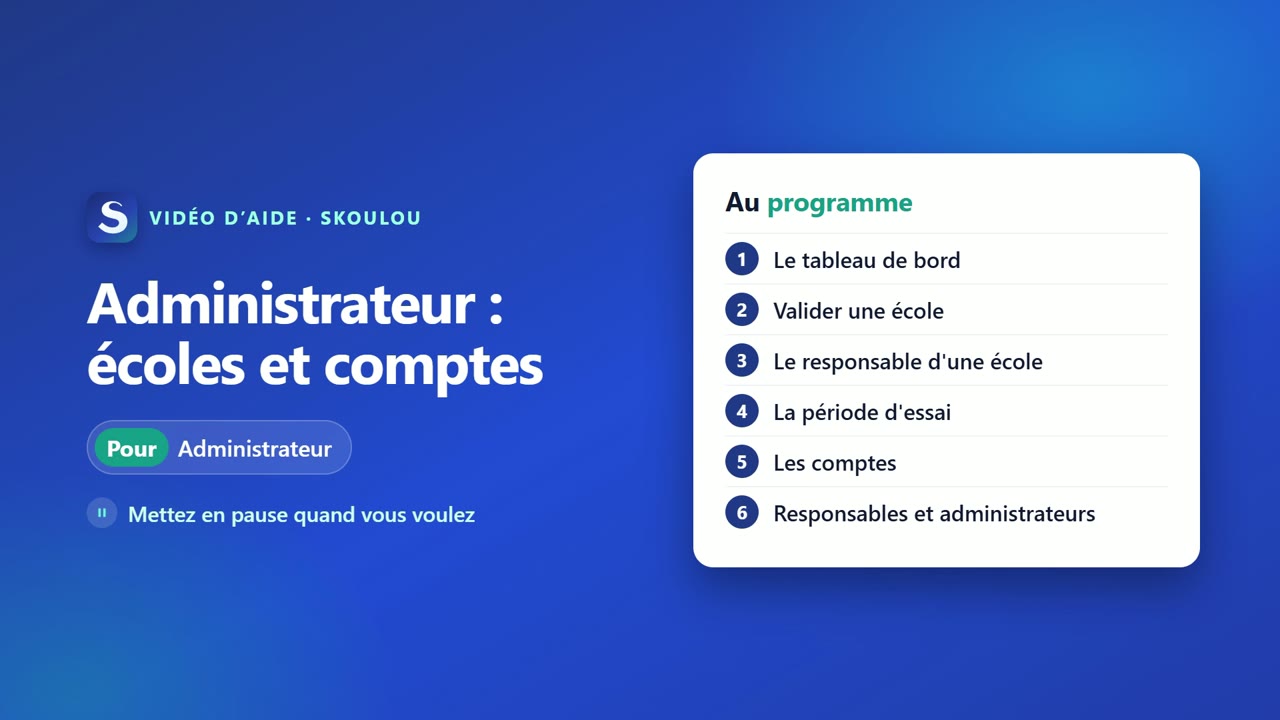 S
VIDÉO D’AIDE · SKOULOU
Administrateur :
écoles et comptes
Pour Administrateur
Mettez en pause quand vous voulez
Au programme
1 Le tableau de bord
2 Valider une école
3 Le responsable d'une école
4 La période d'essai
5 Les comptes
6 Responsables et administrateurs